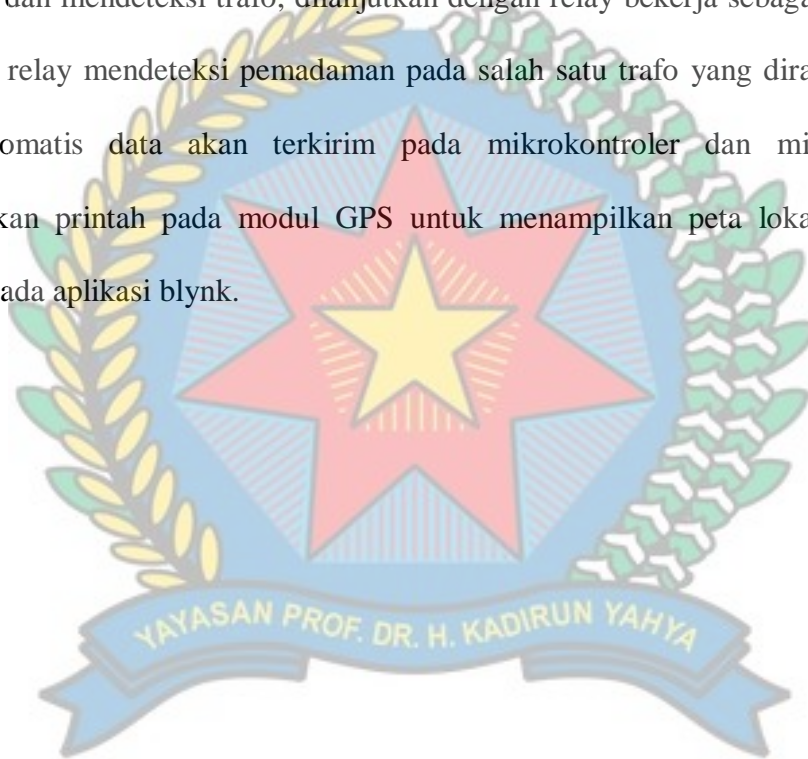 dan mendeteksi trafo, dilanjutkan dengan relay bekerja sebaga
relay mendeteksi pemadaman pada salah satu trafo yang dira
omatis data akan terkirim pada mikrokontroler dan mi
kan printah pada modul GPS untuk menampilkan peta loka
ada aplikasi blynk.
YAYASAN PROF. DR. H. KADIRUN YAHYA